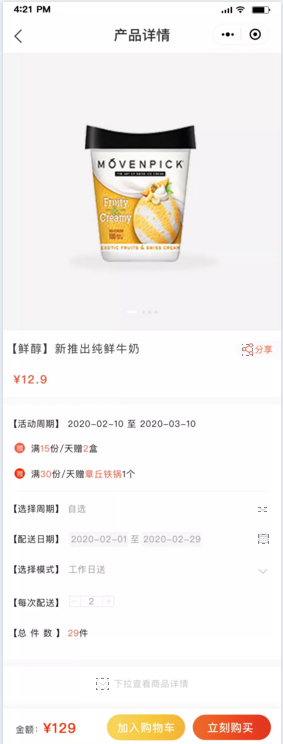 4:21 PM
产品详情
MÖVENPICK
THE ART OF SWISS ICE CREAM
Fruity
&
Creamy
EXOTIC FRUITS & SWISS CREAM
【鲜醇】新推出纯鲜牛奶
分享
¥12.9
【活动周期】 2020-02-10 至 2020-03-10
满15份/天赠2盒
满30份/天赠章丘铁锅1个
【选择周期】 自选
【配送日期】 2020-02-01 至 2020-02-29
【选择模式】 工作日送
【每次配送】 － 2 ＋
【总 件 数 】 29件
下拉查看商品详情
金额: ¥129
加入购物车
立刻购买